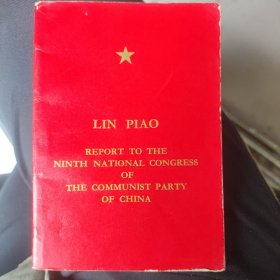 LIN PIAO
REPORT TO THE
NINTH NATIONAL CONGRESS
OF
THE COMMUNIST PARTY
OF CHINA